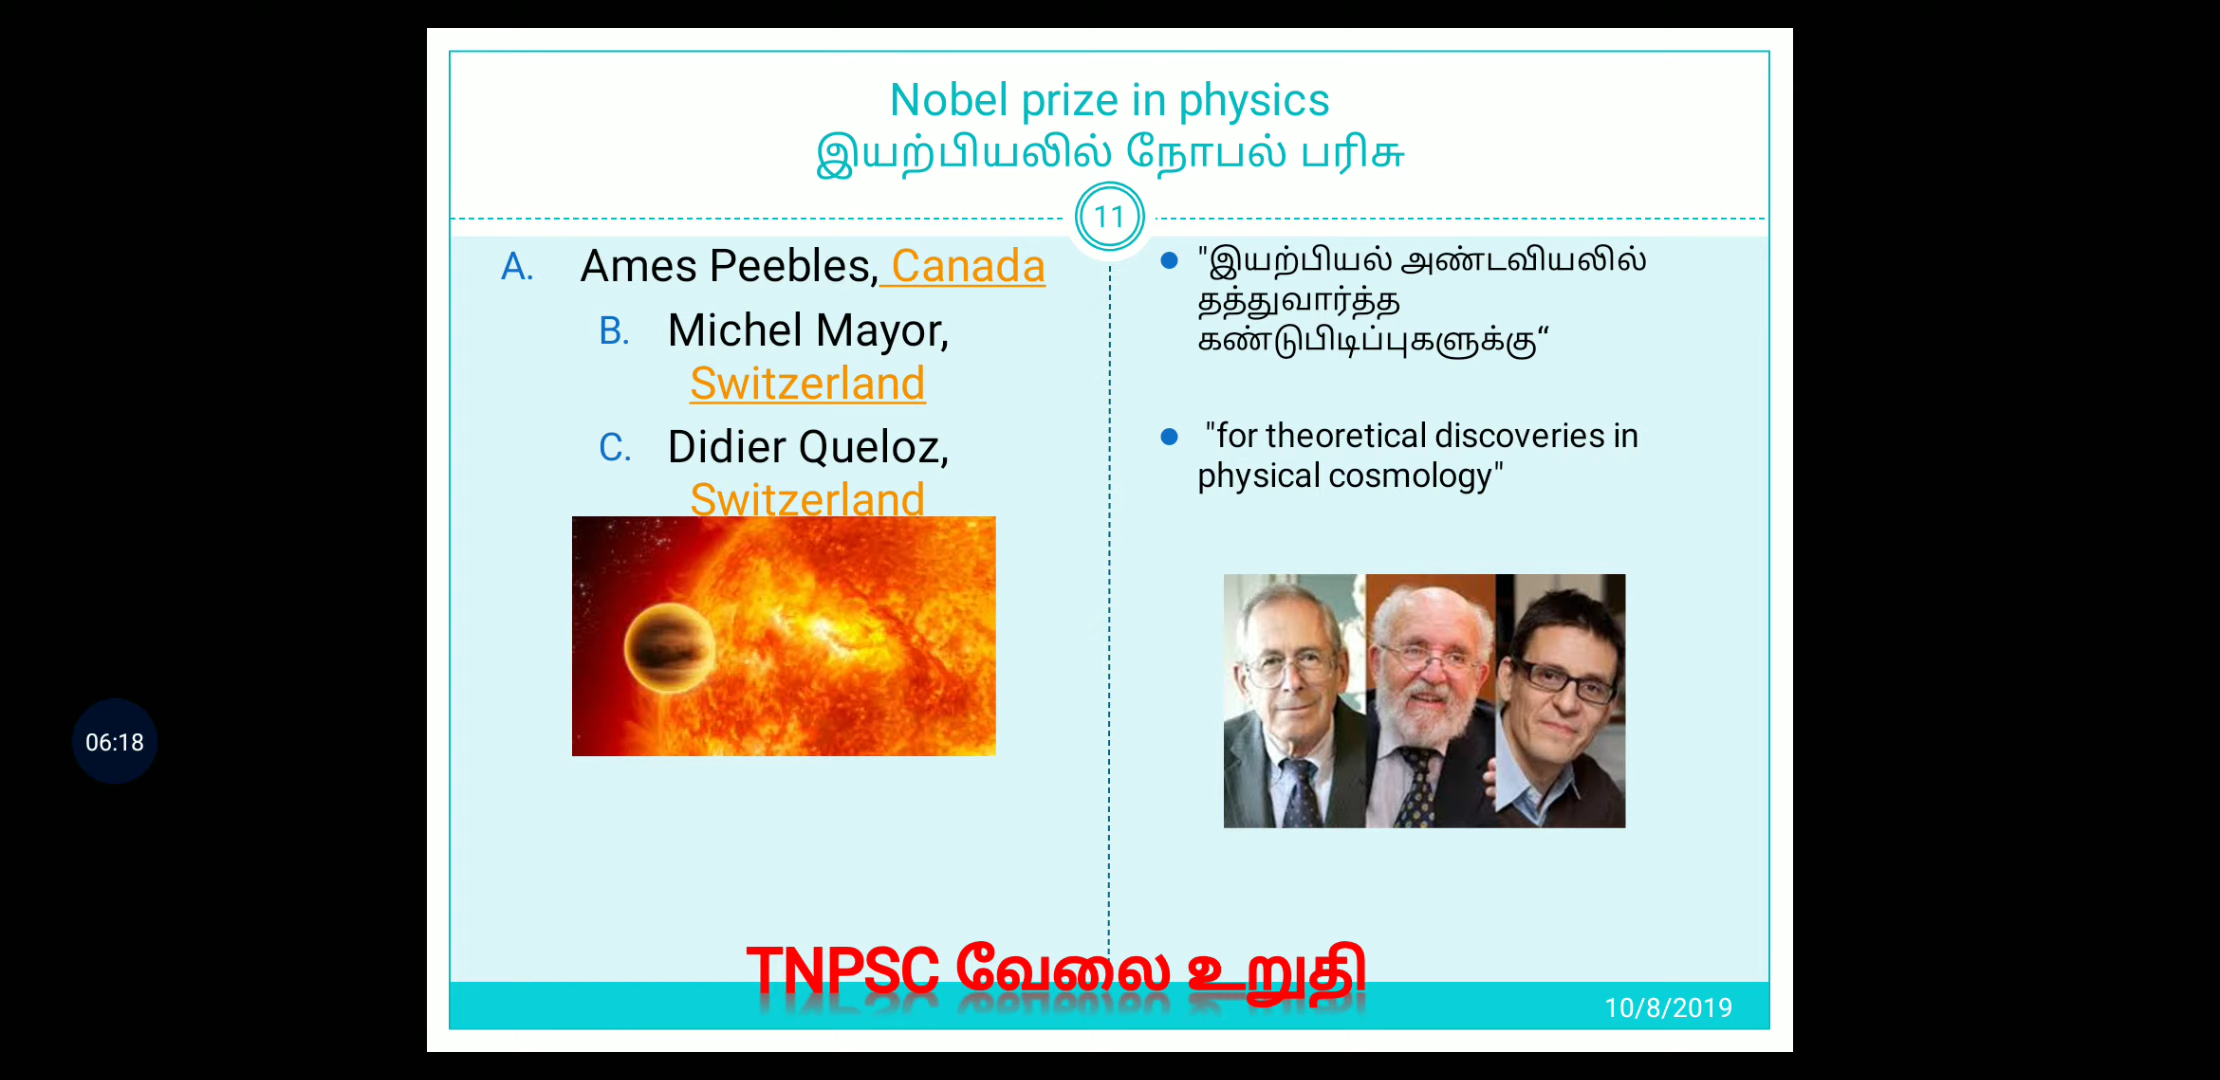 Nobel prize in physics
இயற்பியலில் நோபல் பரிசு
11
A. Ames Peebles, Canada
B. Michel Mayor,
Switzerland
C. Didier Queloz,
Switzerland
"இயற்பியல் அண்டவியலில்
தத்துவார்த்த
கண்டுபிடிப்புகளுக்கு“
"for theoretical discoveries in
physical cosmology"
06:18
TNPSC வேலை உறுதி
10/8/2019